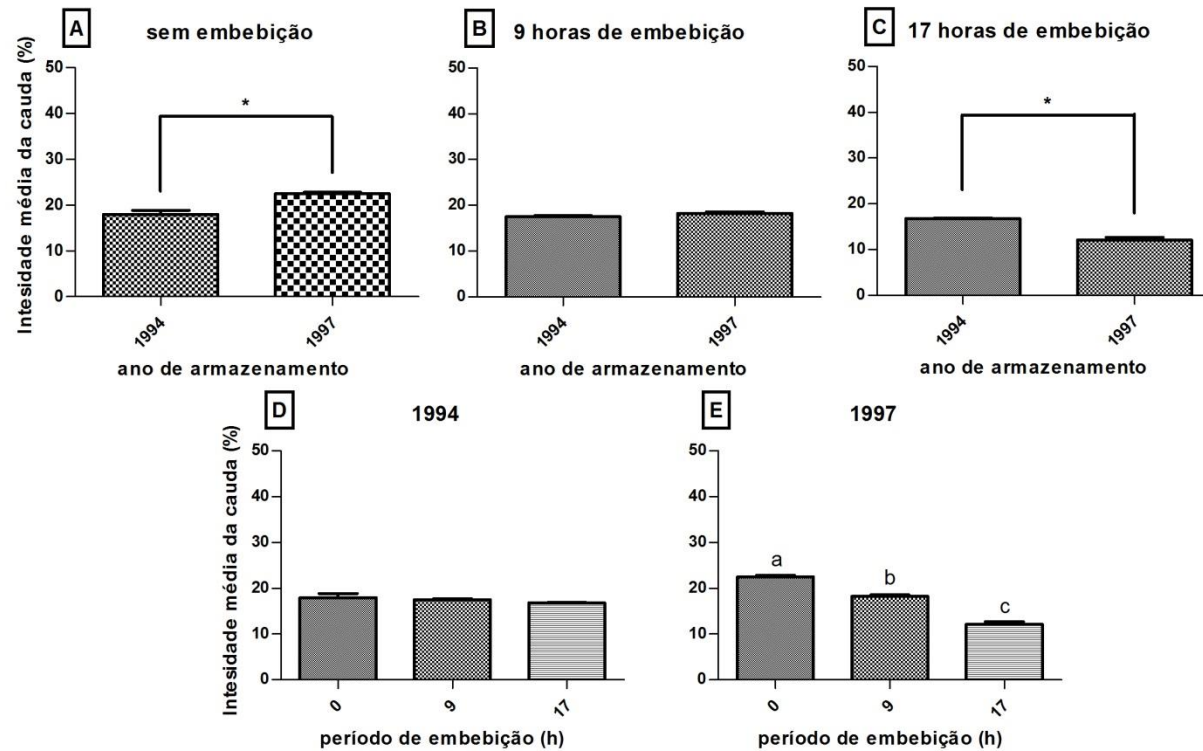 A
sem embebição
Intesidade média da cauda (%)
50
40
30
20
10
0
*
1994
1997
ano de armazenamento
B
9 horas de embebição
50
40
30
20
10
0
1994
1997
ano de armazenamento
C
17 horas de embebição
50
40
30
20
10
0
*
1994
1997
ano de armazenamento
D
1994
Intesidade média da cauda (%)
50
40
30
20
10
0
0
9
17
período de embebição (h)
E
1997
Intesidade média da cauda (%)
50
40
30
20
10
0
a
b
c
0
9
17
período de embebição (h)